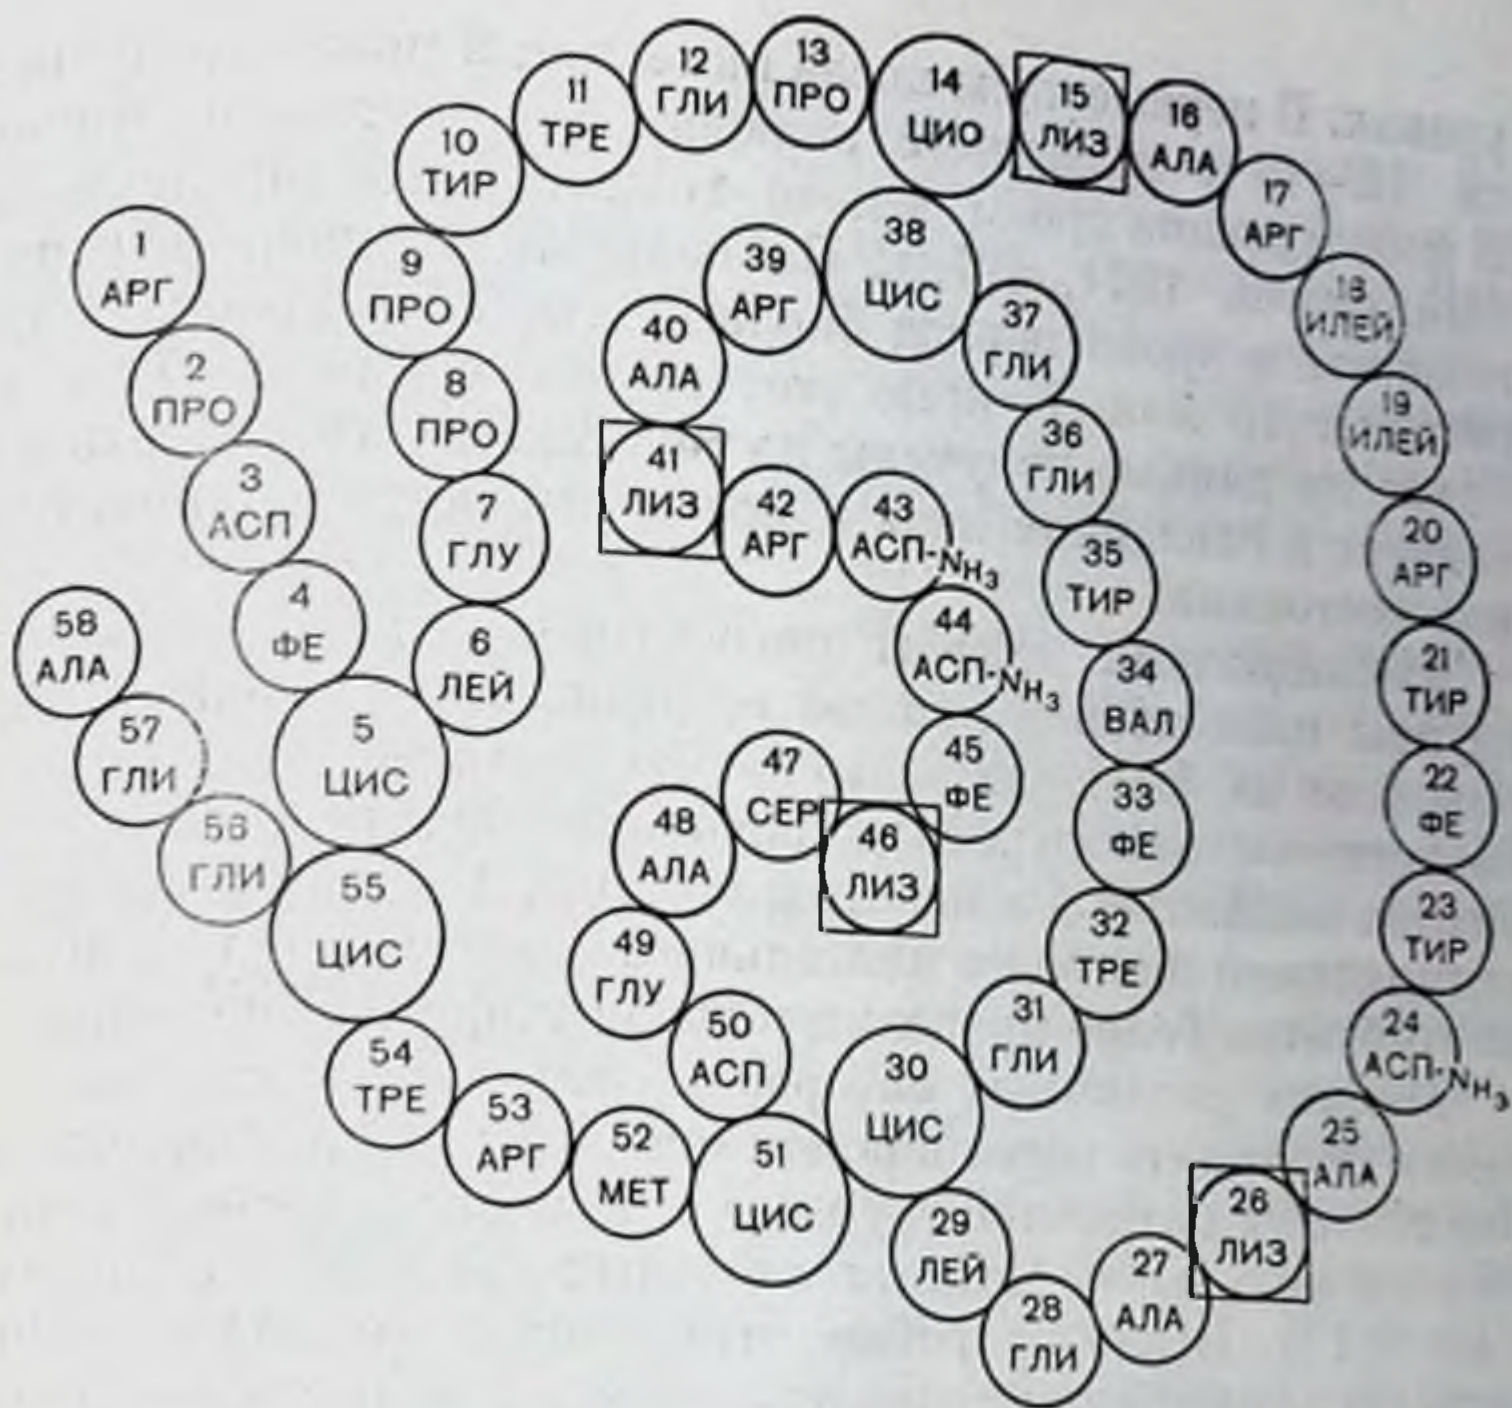 1
АРГ
2
ПРО
3
АСП
4
ФЕ
5
ЦИС
6
ЛЕЙ
7
ГЛУ
8
ПРО
9
ПРО
10
ТИР
11
ТРЕ
12
ГЛИ
13
ПРО
14
ЦИО
15
ЛИЗ
16
АЛА
17
АРГ
18
ИЛЕЙ
19
ИЛЕЙ
20
АРГ
21
ТИР
22
ФЕ
23
ТИР
24
АСП-NH3
25
АЛА
26
ЛИЗ
27
АЛА
28
ГЛИ
29
ЛЕЙ
30
ЦИС
31
ГЛИ
32
ТРЕ
33
ФЕ
34
ВАЛ
35
ТИР
36
ГЛИ
37
ГЛИ
38
ЦИС
39
АРГ
40
АЛА
41
ЛИЗ
42
АРГ
43
АСП-NH3
44
АСП-NH3
45
ФЕ
46
ЛИЗ
47
СЕР
48
АЛА
49
ГЛУ
50
АСП
51
ЦИС
52
МЕТ
53
АРГ
54
ТРЕ
55
ЦИС
56
ГЛИ
57
ГЛИ
58
АЛА